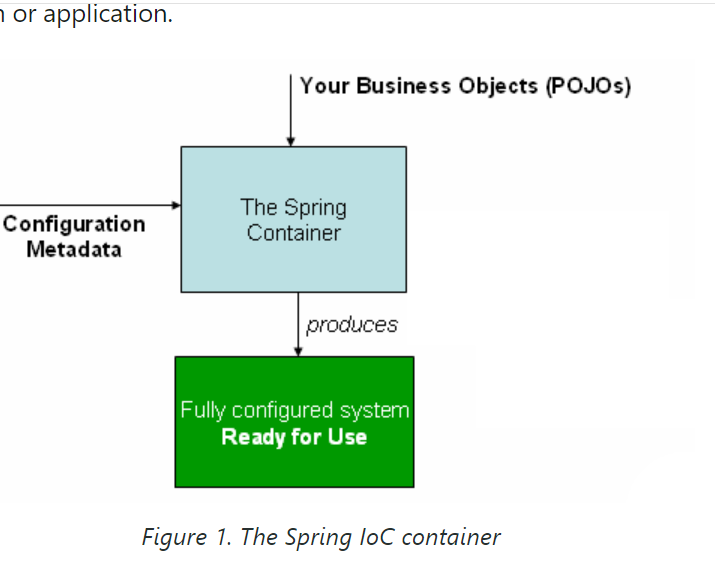 or application.
Your Business Objects (POJOs)
The Spring
Container
Configuration
Metadata
produces
Fully configured system
Ready for Use
Figure 1. The Spring IoC container